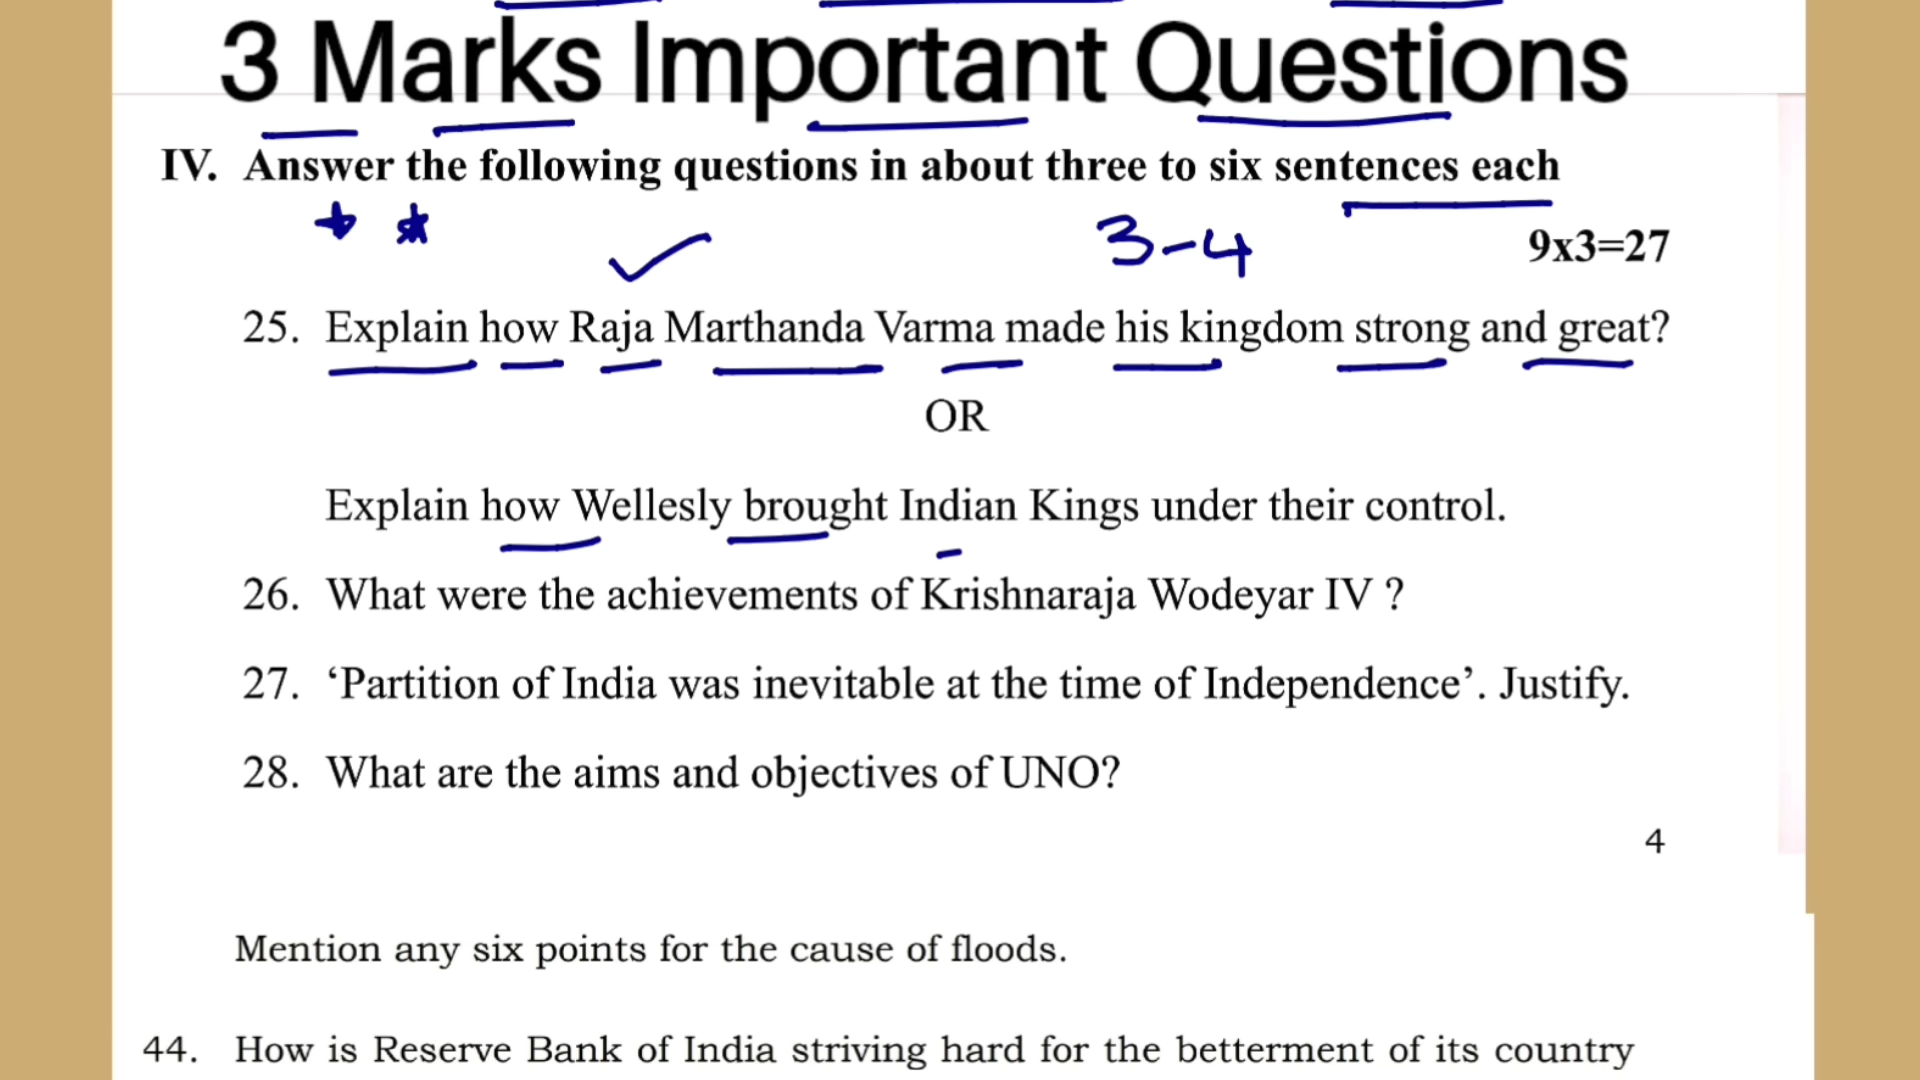 3 Marks Important Questions
IV. Answer the following questions in about three to six sentences each
3-4
9x3=27
25. Explain how Raja Marthanda Varma made his kingdom strong and great?
OR
Explain how Wellesly brought Indian Kings under their control.
26. What were the achievements of Krishnaraja Wodeyar IV ?
27. ‘Partition of India was inevitable at the time of Independence’. Justify.
28. What are the aims and objectives of UNO?
4
Mention any six points for the cause of floods.
44. How is Reserve Bank of India striving hard for the betterment of its country